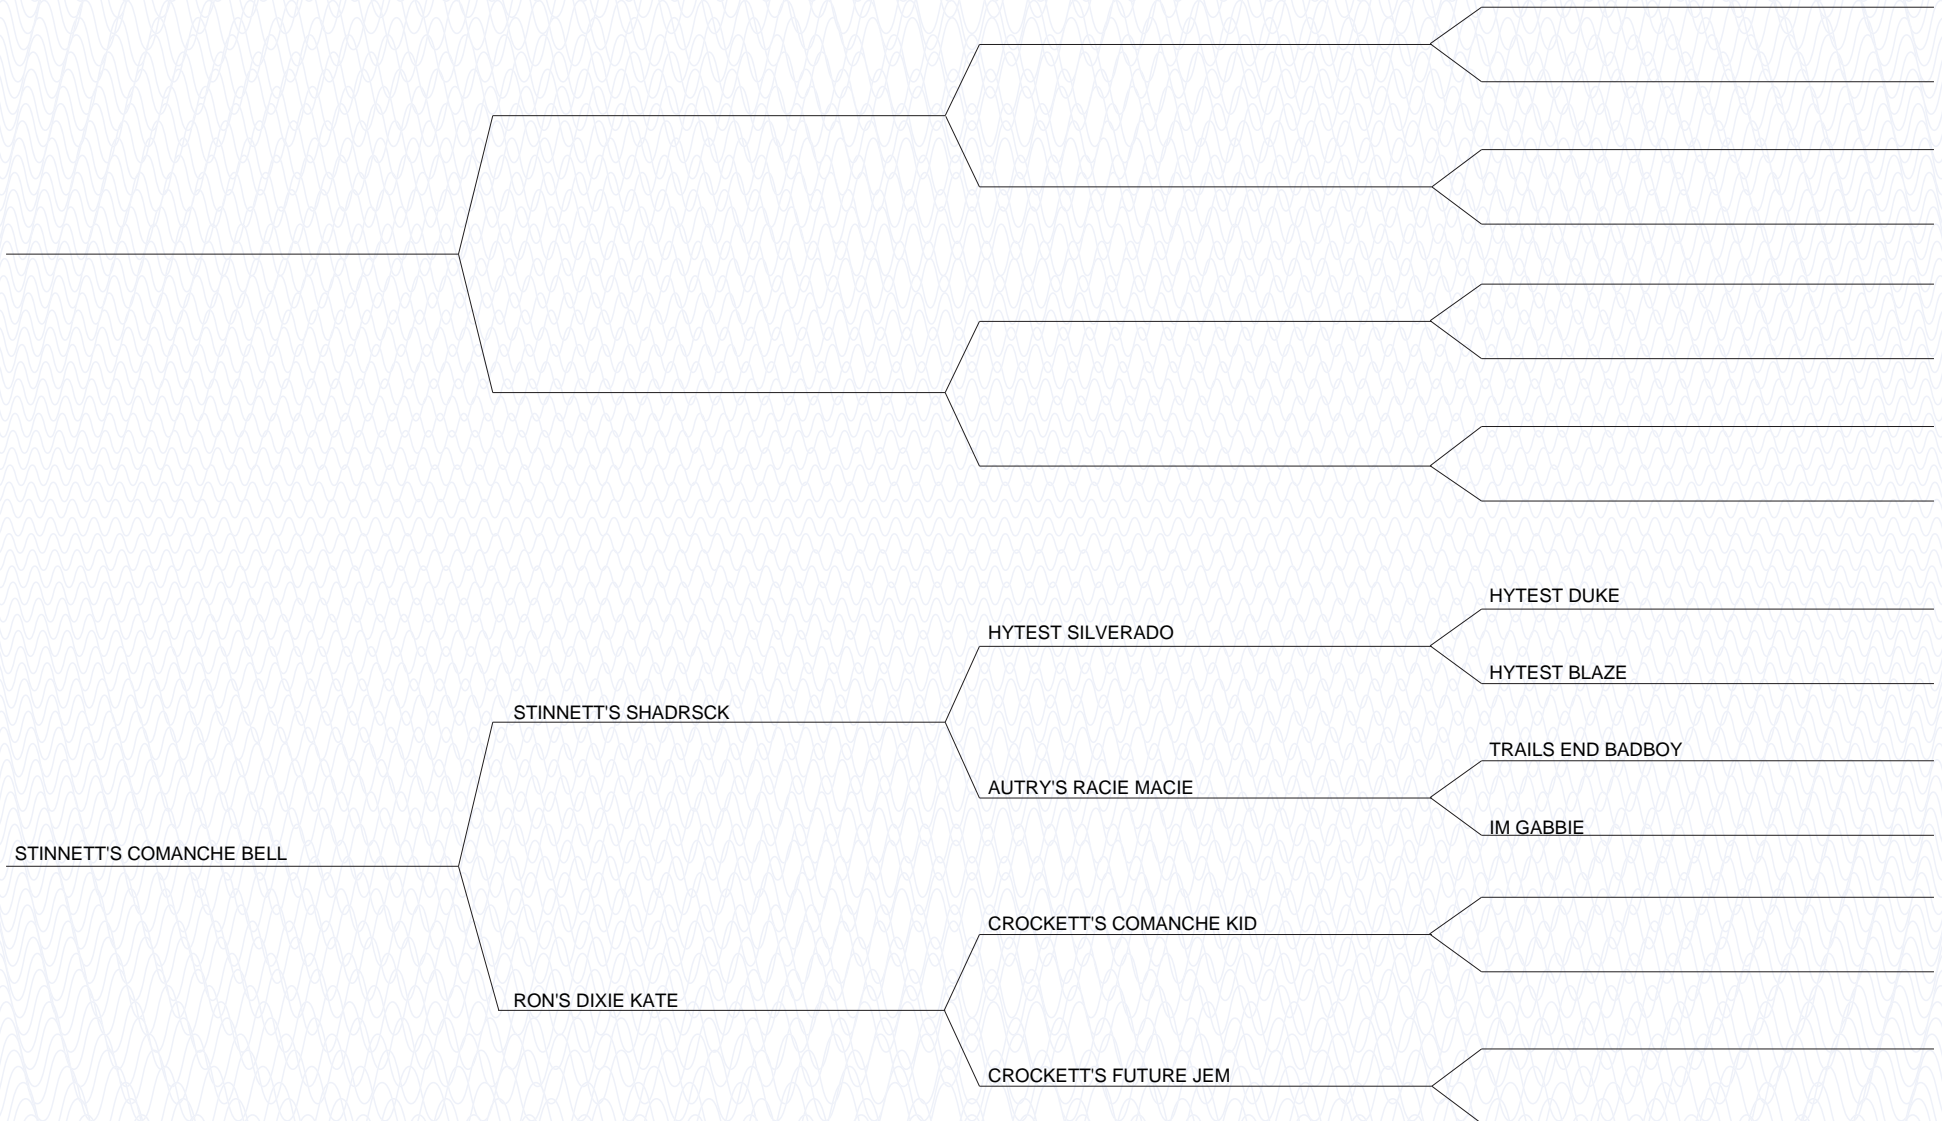 HYTEST DUKE
HYTEST SILVERADO
HYTEST BLAZE
STINNETT'S SHADRSCK
TRAILS END BADBOY
AUTRY'S RACIE MACIE
IM GABBIE
STINNETT'S COMANCHE BELL
CROCKETT'S COMANCHE KID
RON'S DIXIE KATE
CROCKETT'S FUTURE JEM